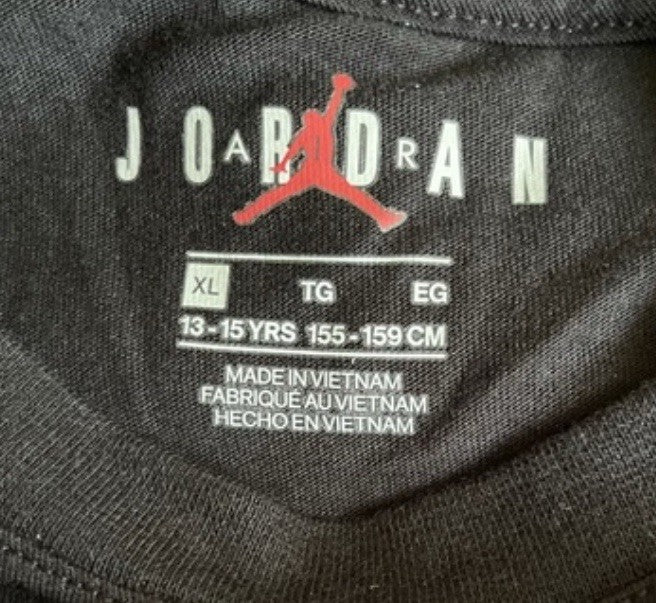 JORDAN
AIR
XL TG EG
13-15 YRS 155-159 CM
MADE IN VIETNAM
FABRIQUÉ AU VIETNAM
HECHO EN VIETNAM